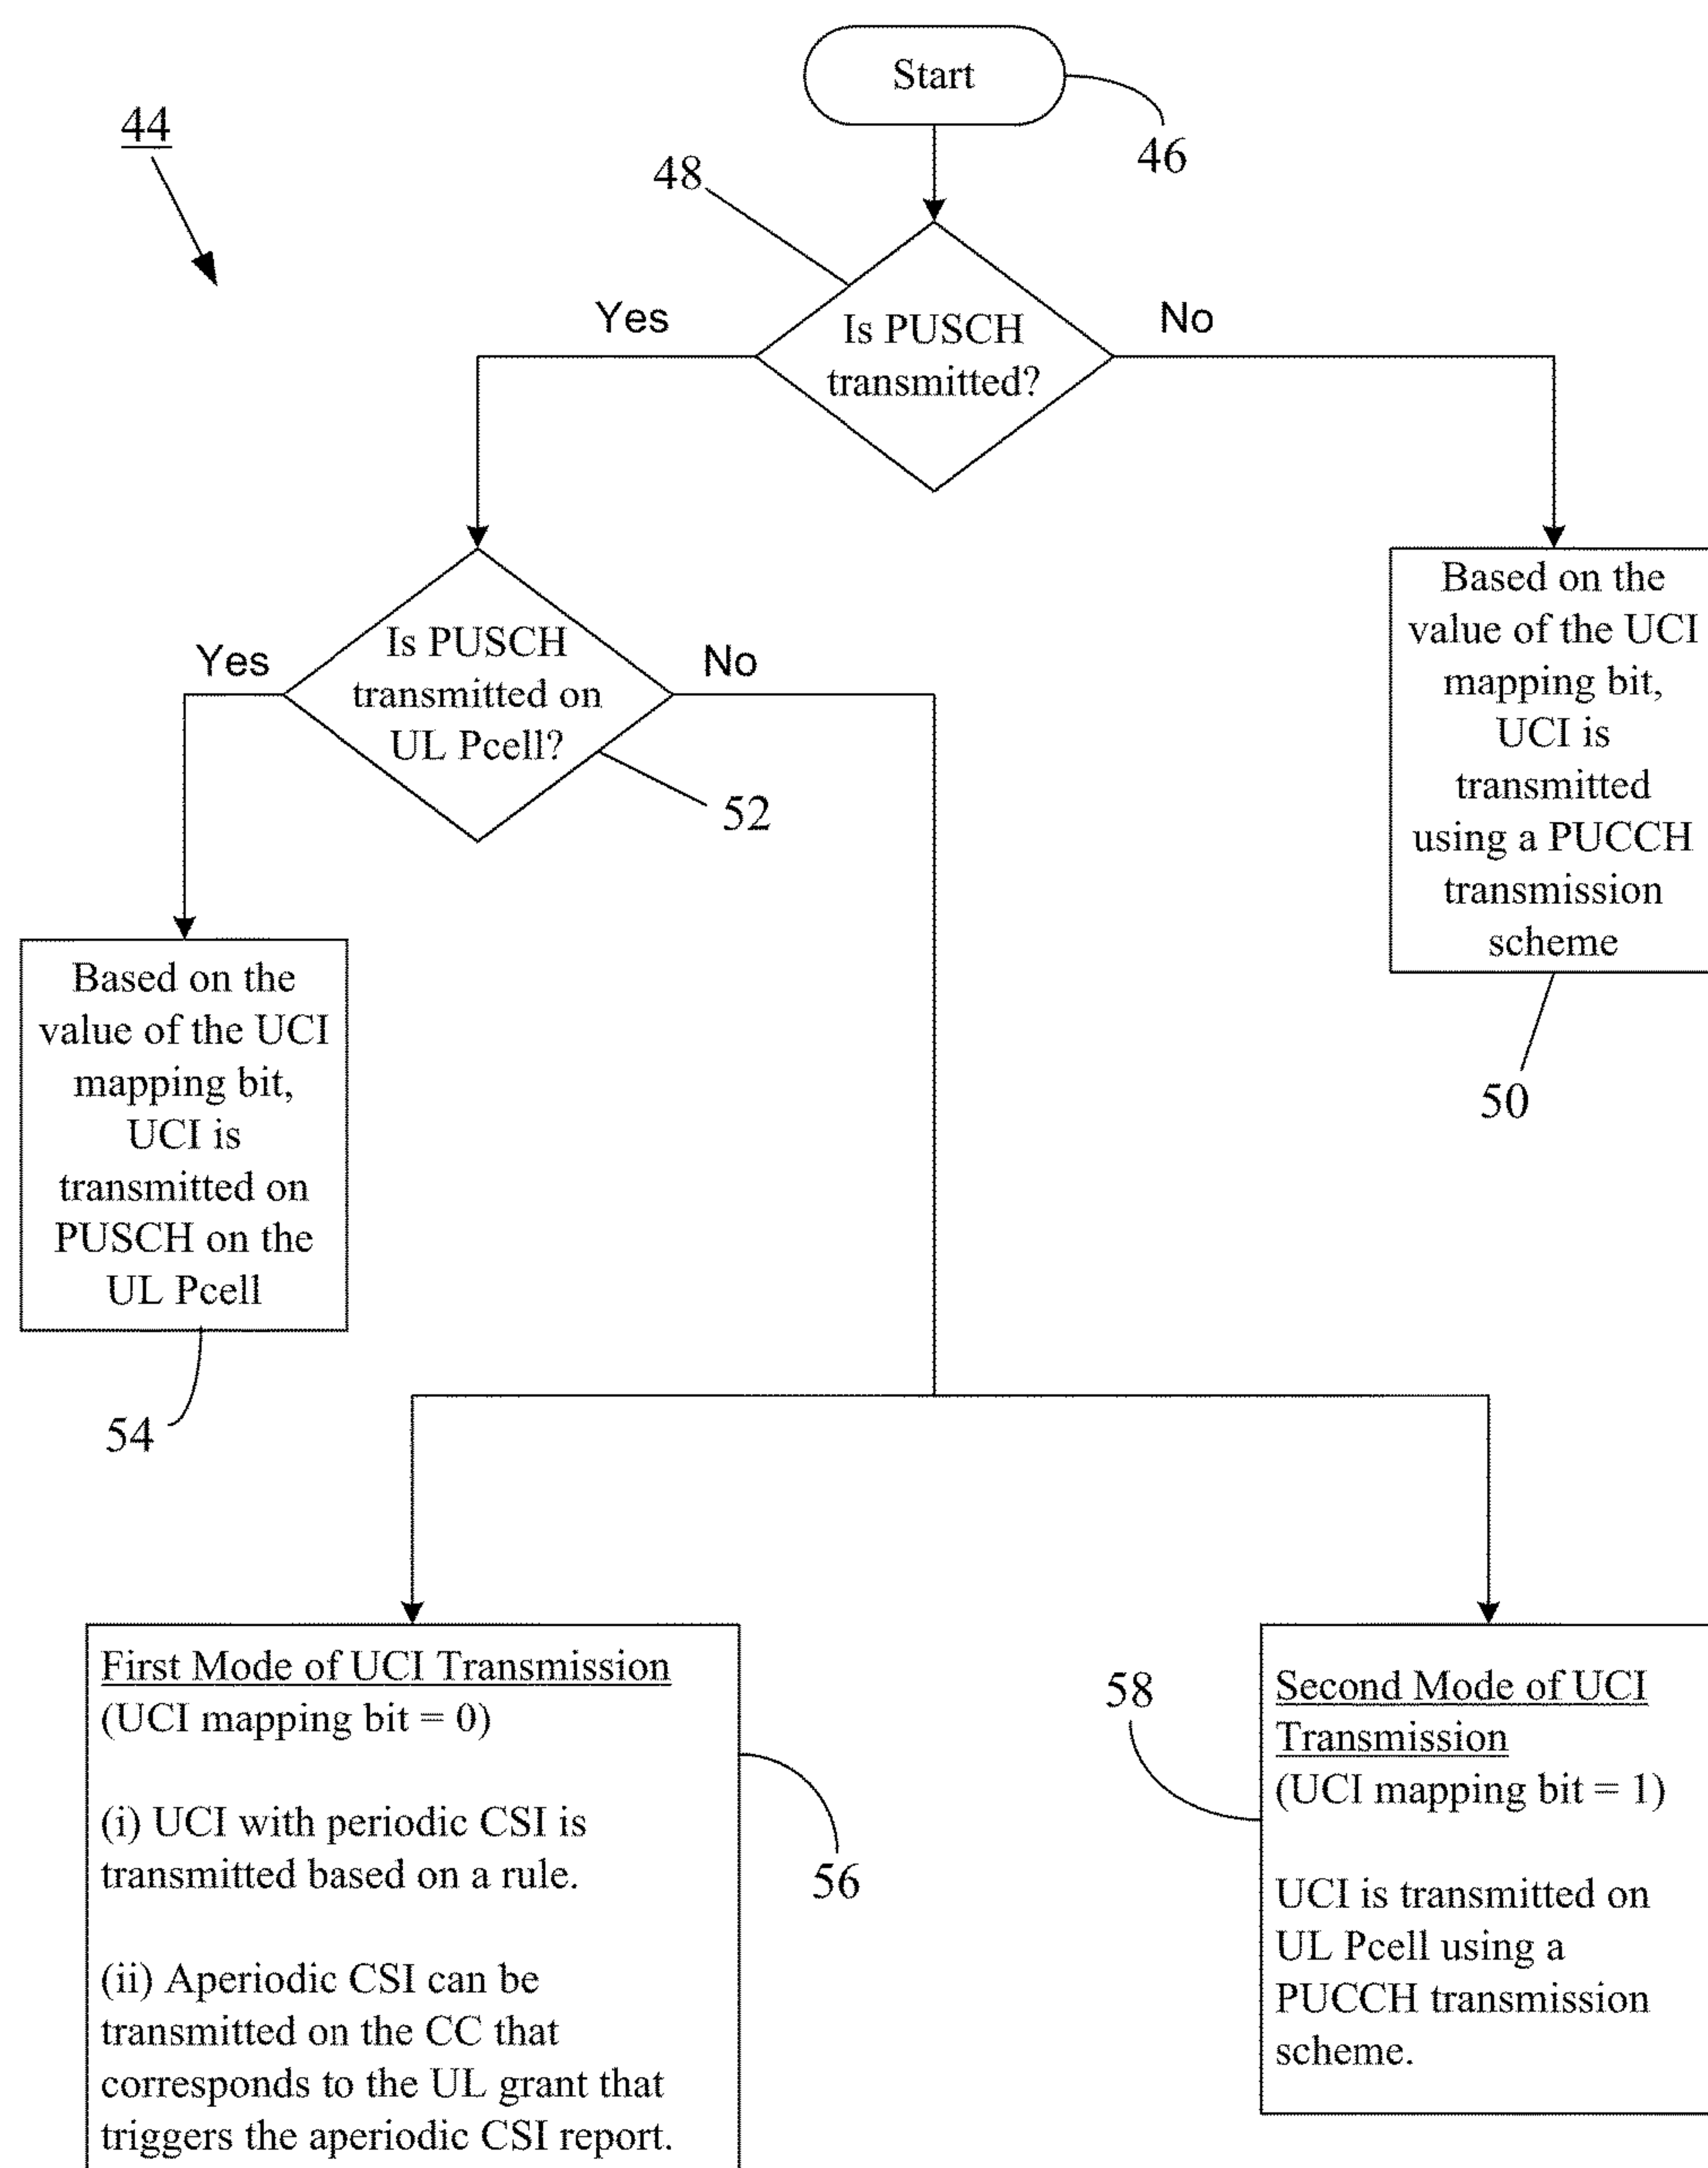 Start
44
46
48
Yes
No
Is PUSCH
transmitted?
Yes
Is PUSCH
transmitted on
UL Pcell?
No
52
Based on the
value of the UCI
mapping bit,
UCI is
transmitted
using a PUCCH
transmission
scheme
50
Based on the
value of the UCI
mapping bit,
UCI is
transmitted on
PUSCH on the
UL Pcell
54
First Mode of UCI Transmission
(UCI mapping bit = 0)
(i) UCI with periodic CSI is
transmitted based on a rule.
(ii) Aperiodic CSI can be
transmitted on the CC that
corresponds to the UL grant that
triggers the aperiodic CSI report.
56
58
Second Mode of UCI
Transmission
(UCI mapping bit = 1)
UCI is transmitted on
UL Pcell using a
PUCCH transmission
scheme.